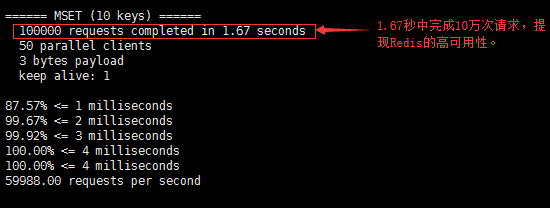 ====== MSET (10 keys) ======
100000 requests completed in 1.67 seconds
50 parallel clients
3 bytes payload
keep alive: 1
87.57% <= 1 milliseconds
99.67% <= 2 milliseconds
99.92% <= 3 milliseconds
100.00% <= 4 milliseconds
100.00% <= 4 milliseconds
59988.00 requests per second
1.67秒中完成10万次请求，提
现Redis的高可用性。